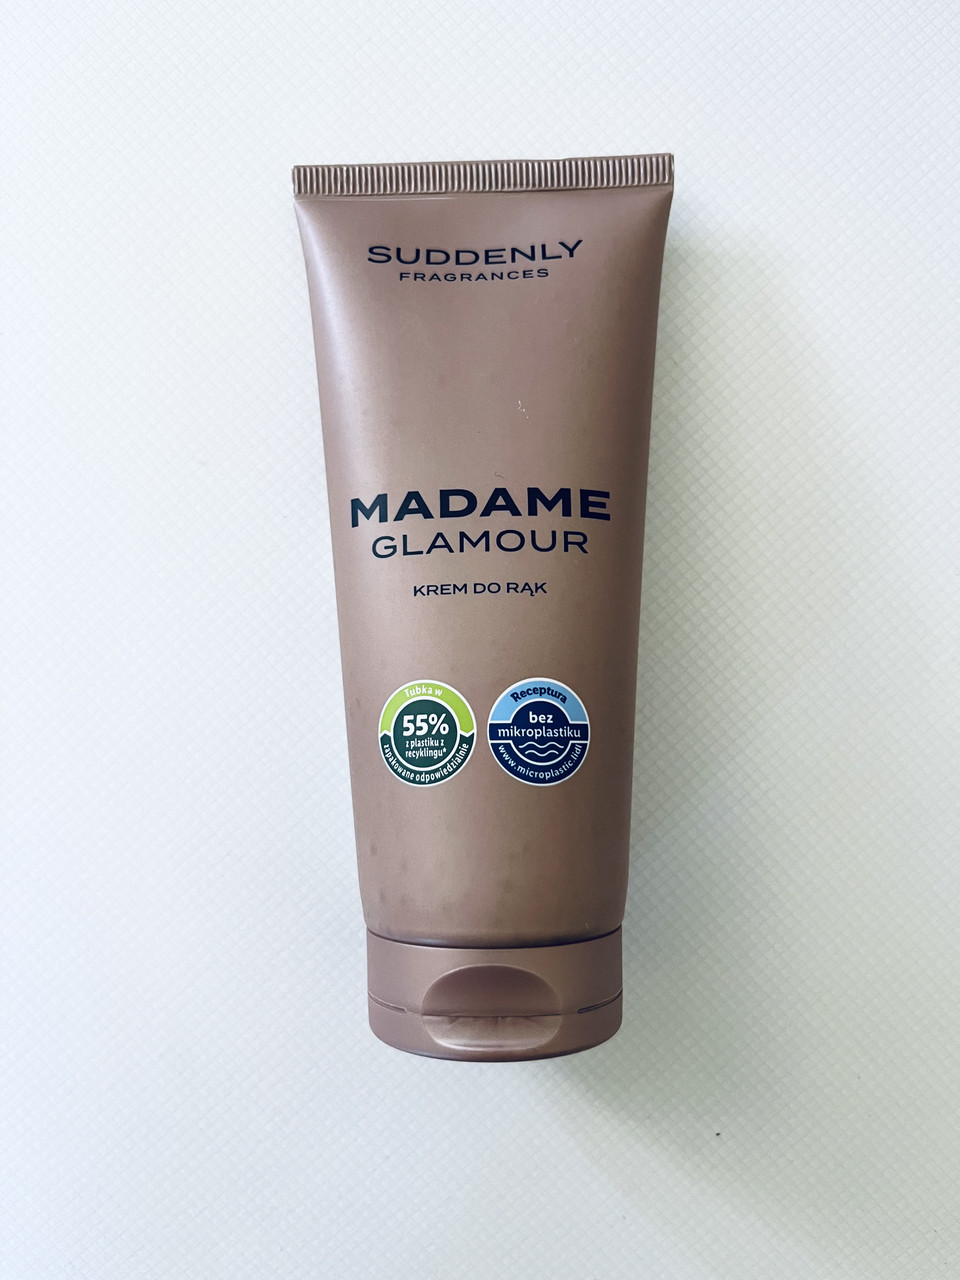 SUDDENLY
FRAGRANCES
MADAME
GLAMOUR
KREM DO RĄK
Tubka w
55%
z plastiku z
recyklingu*
zapakowane odpowiedzialnie
Receptura
bez
mikroplastiku
www.microplastic.lidl